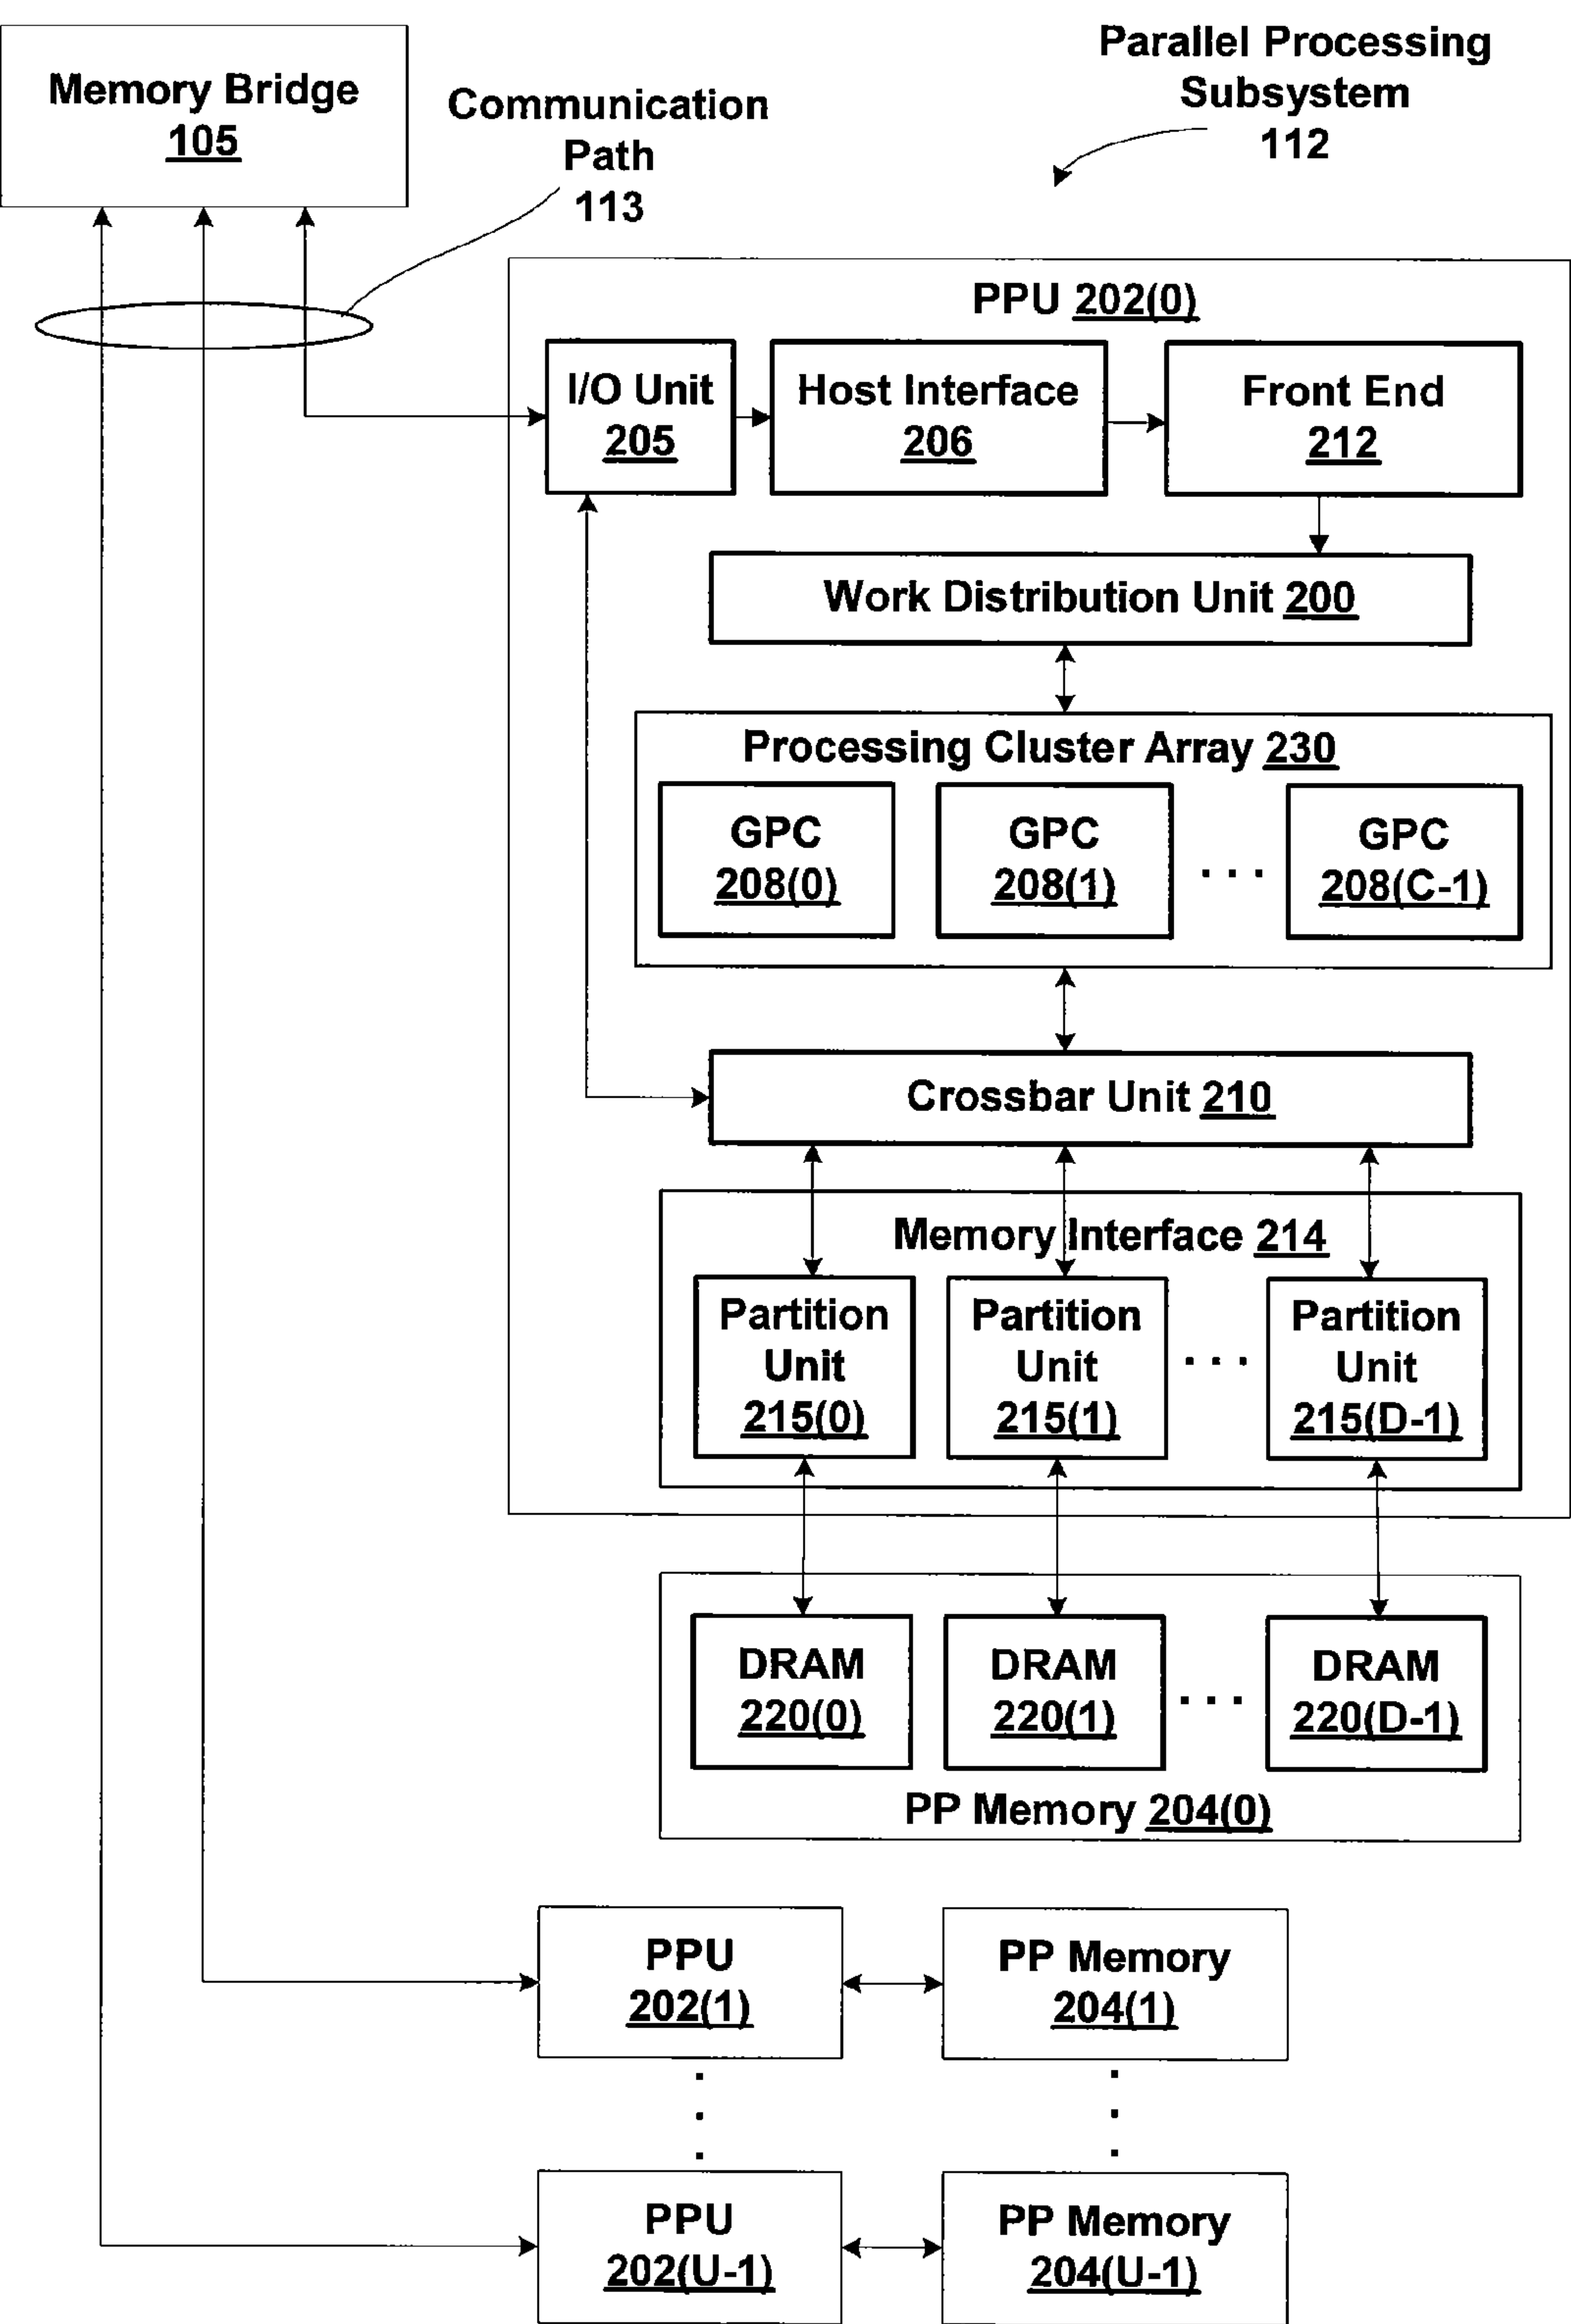 Memory Bridge
105
Communication
Path
113
Parallel Processing
Subsystem
112
PPU 202(0)
I/O Unit
205
Host Interface
206
Front End
212
Work Distribution Unit 200
Processing Cluster Array 230
GPC
208(0)
GPC
208(1)
. . .
GPC
208(C-1)
Crossbar Unit 210
Memory Interface 214
Partition
Unit
215(0)
Partition
Unit
215(1)
. . .
Partition
Unit
215(D-1)
DRAM
220(0)
DRAM
220(1)
. . .
DRAM
220(D-1)
PP Memory 204(0)
PPU
202(1)
PP Memory
204(1)
PPU
202(U-1)
PP Memory
204(U-1)